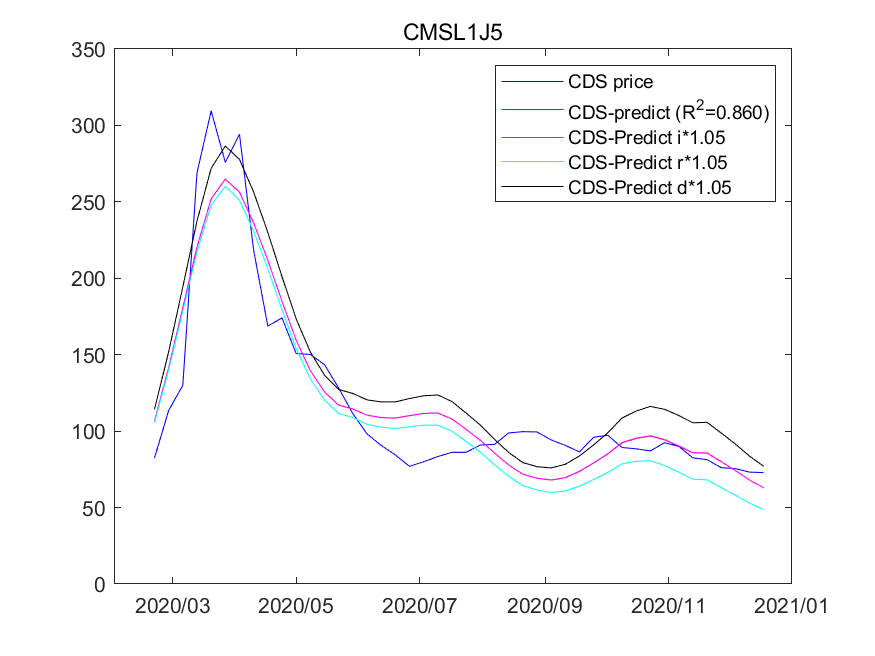 CMSL1J5
350
300
250
200
150
100
50
0
CDS price
CDS-predict (R²=0.860)
CDS-Predict i*1.05
CDS-Predict r*1.05
CDS-Predict d*1.05
2020/03 2020/05 2020/07 2020/09 2020/11 2021/01